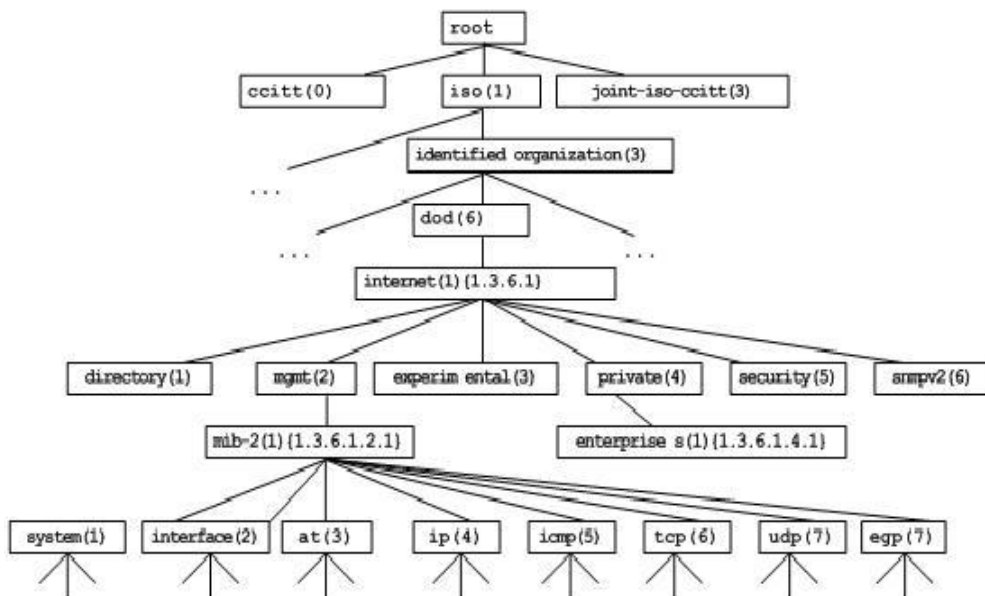 root
ccitt(0) iso(1) joint-iso-ccitt(3)
identified organization(3)
...
dod(6)
... ...
internet(1){1.3.6.1}
directory(1) mgmt(2) experim ental(3) private(4) security(5) snmpv2(6)
mib-2(1){1.3.6.1.2.1} enterprise s(1){1.3.6.1.4.1}
system(1) interface(2) at(3) ip(4) icmp(5) tcp(6) udp(7) egp(7)